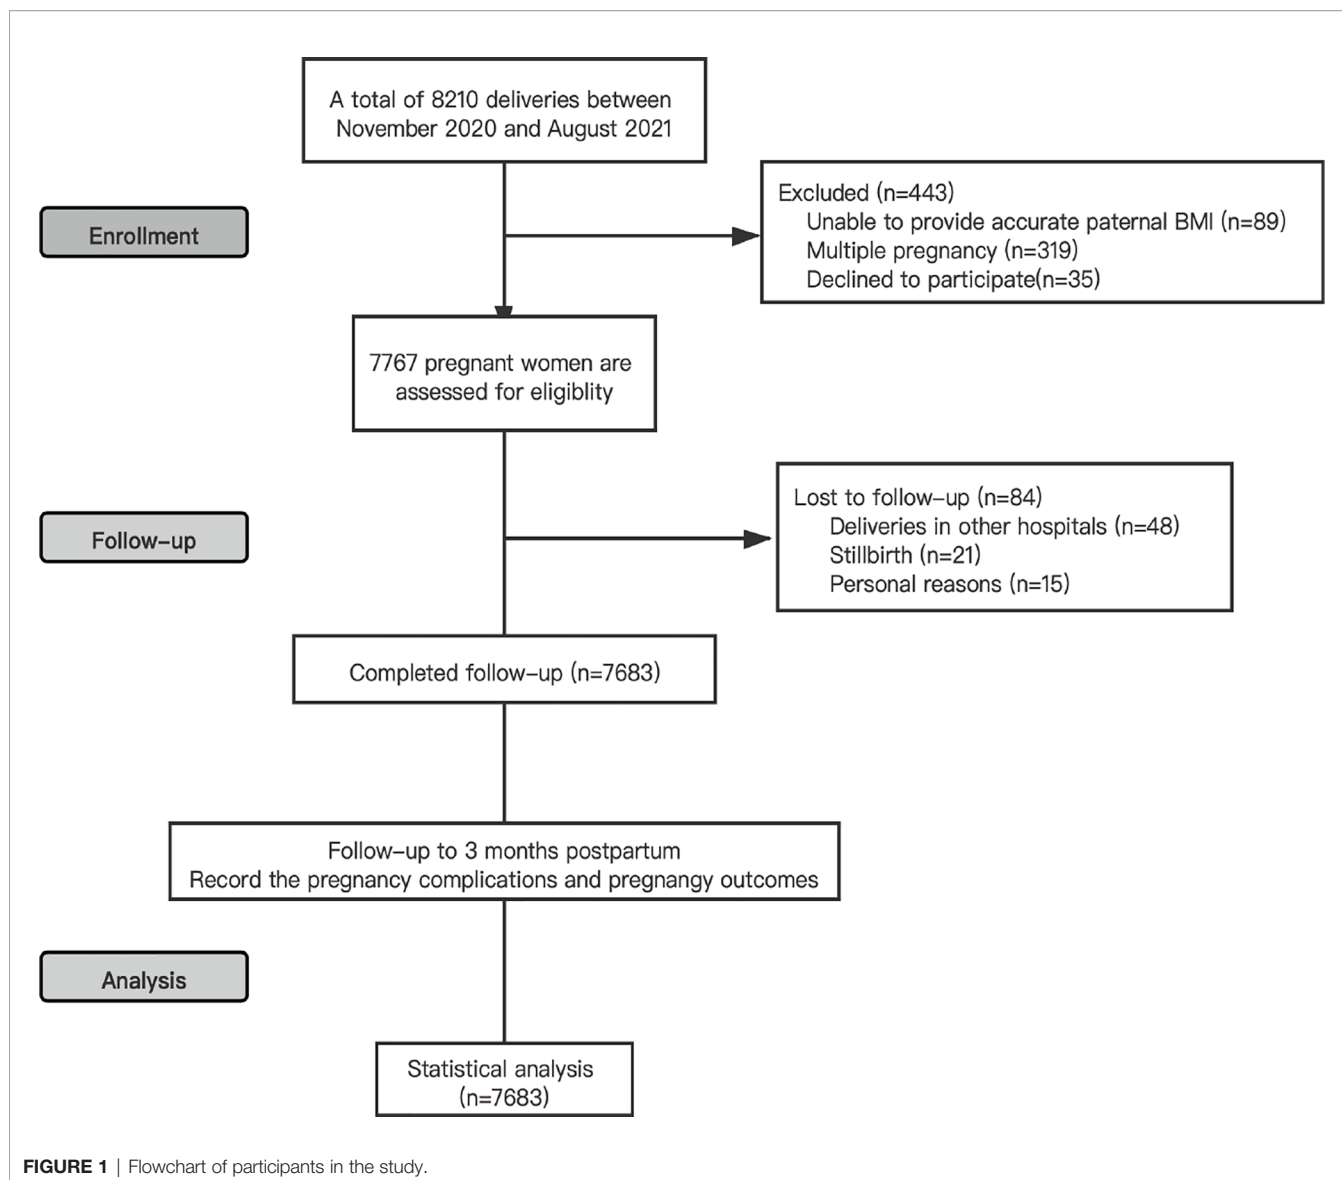 A total of 8210 deliveries between
November 2020 and August 2021
Enrollment
Excluded (n=443)
Unable to provide accurate paternal BMI (n=89)
Multiple pregnancy (n=319)
Declined to participate(n=35)
7767 pregnant women are
assessed for eligiblity
Follow–up
Lost to follow–up (n=84)
Deliveries in other hospitals (n=48)
Stillbirth (n=21)
Personal reasons (n=15)
Completed follow–up (n=7683)
Follow–up to 3 months postpartum
Record the pregnancy complications and pregnangy outcomes
Analysis
Statistical analysis
(n=7683)
FIGURE 1 | Flowchart of participants in the study.